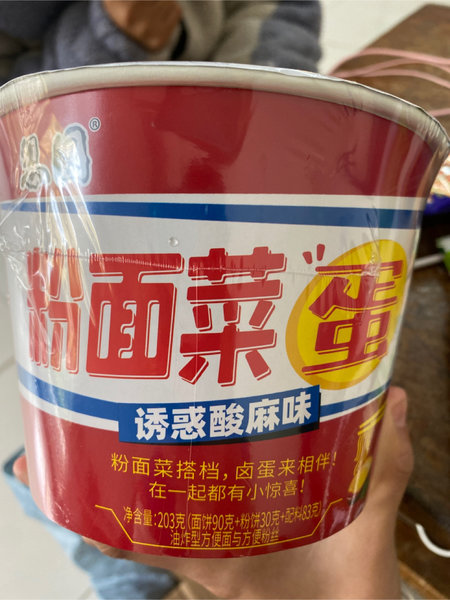 ®
粉面菜蛋
诱惑酸麻味
粉面菜搭档，卤蛋来相伴！
在一起都有小惊喜！
净含量：203克（面饼90克+粉饼30克+配料83克）
油炸型方便面与方便粉丝